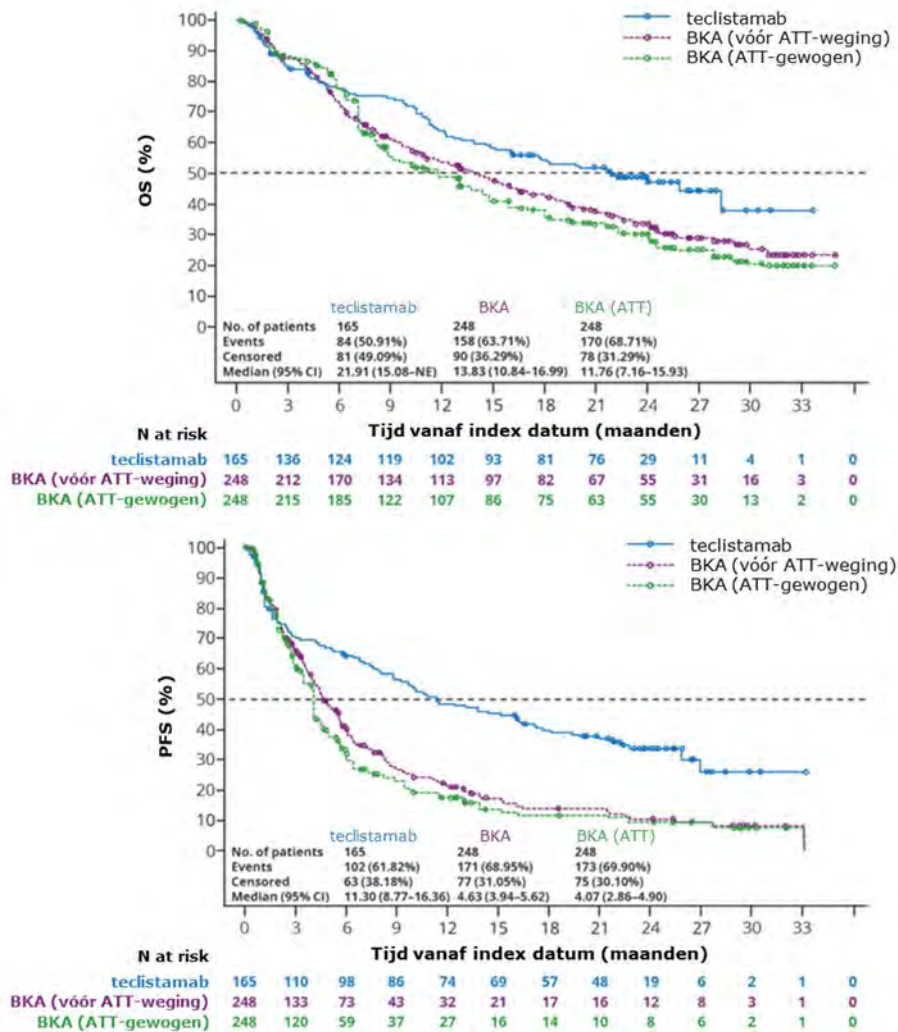 teclistamab
BKA (vóór ATT-weging)
BKA (ATT-gewogen)
100
90
80
70
60
50
40
30
20
10
0
OS (%)
teclistamab BKA BKA (ATT)
No. of patients 165 248 248
Events 84 (50.91%) 158 (63.71%) 170 (68.71%)
Censored 81 (49.09%) 90 (36.29%) 78 (31.29%)
Median (95% CI) 21.91 (15.08–NE) 13.83 (10.84–16.99) 11.76 (7.16–15.93)
0 3 6 9 12 15 18 21 24 27 30 33
N at risk Tijd vanaf index datum (maanden)
teclistamab 165 136 124 119 102 93 81 76 29 11 4 1 0
BKA (vóór ATT-weging) 248 212 170 134 113 97 82 67 55 31 16 3 0
BKA (ATT-gewogen) 248 215 185 122 107 86 75 63 55 30 13 2 0
teclistamab
BKA (vóór ATT-weging)
BKA (ATT-gewogen)
100
90
80
70
60
50
40
30
20
10
0
PFS (%)
teclistamab BKA BKA (ATT)
No. of patients 165 248 248
Events 102 (61.82%) 171 (68.95%) 173 (69.90%)
Censored 63 (38.18%) 77 (31.05%) 75 (30.10%)
Median (95% CI) 11.30 (8.77–16.36) 4.63 (3.94–5.62) 4.07 (2.86–4.90)
0 3 6 9 12 15 18 21 24 27 30 33
N at risk Tijd vanaf index datum (maanden)
teclistamab 165 110 98 86 74 69 57 48 19 6 2 1 0
BKA (vóór ATT-weging) 248 133 73 43 32 21 17 16 12 8 3 1 0
BKA (ATT-gewogen) 248 120 59 37 27 16 14 10 8 6 2 1 0